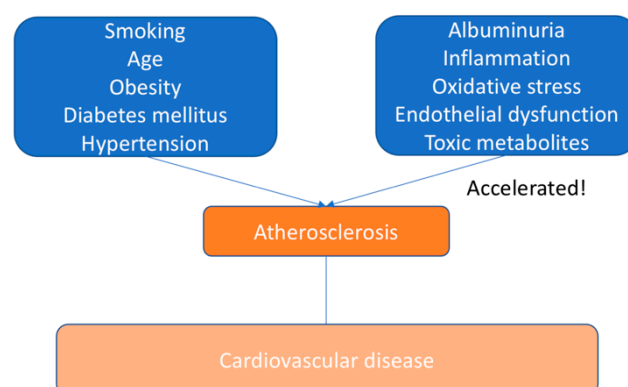 Smoking
Age
Obesity
Diabetes mellitus
Hypertension
Albuminuria
Inflammation
Oxidative stress
Endothelial dysfunction
Toxic metabolites
Accelerated!
Atherosclerosis
Cardiovascular disease